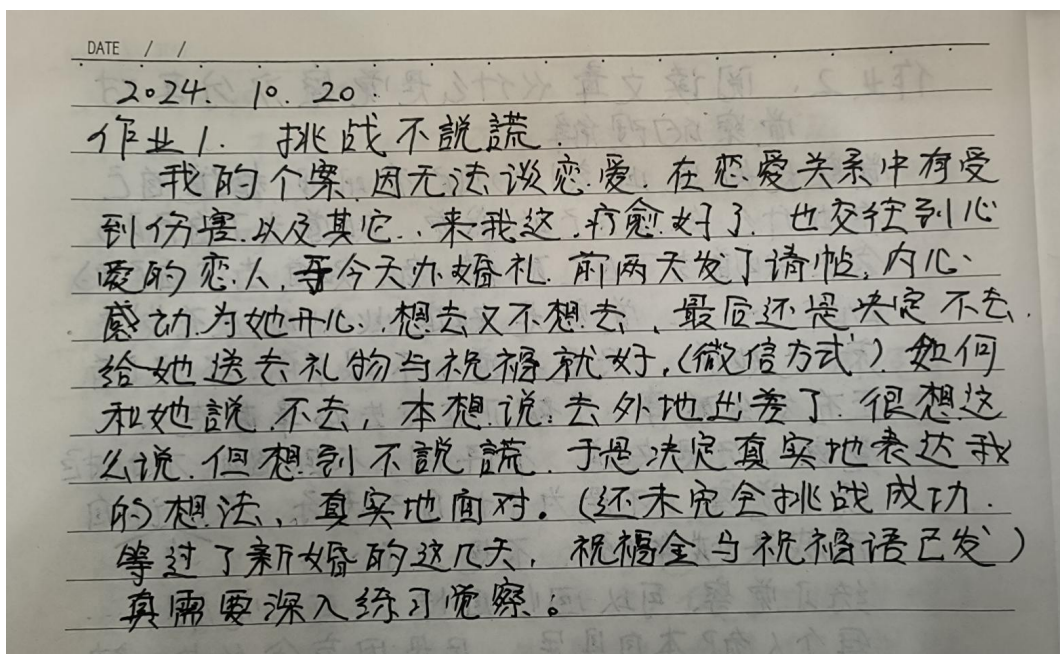 DATE / /
2024. 10. 20.
作业1. 挑战不説謊.
我的个案.因无法谈恋.爱.在恋爱关系中有受
到伤害.以及其它..来我这.疗愈.好了.也交往到心
爱的恋.人,于今天办婚礼.前两天发了请帖,内心.
感动.为她开心..想去又不想去,最后还是决定不去.
给她送去礼物与祝福就好,(微信方式).如何
和她説.不去,本想说:去外地出差了.很想这
么说.但想到不説謊.于是决定真实地表达我
的想法、真实地面对。(还未完全挑战成功.
等过了新婚的这几天,祝福金与祝福语已发)
真需要深入练习觉察。